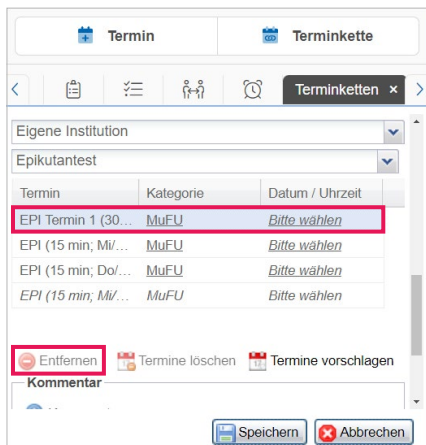 Termin Terminkette
Terminketten ×
Eigene Institution
Epikutantest
Termin Kategorie Datum / Uhrzeit
EPI Termin 1 (30... MuFU Bitte wählen
EPI (15 min; Mi/... MuFU Bitte wählen
EPI (15 min; Do/... MuFU Bitte wählen
EPI (15 min; Mi/... MuFU Bitte wählen
Entfernen Termine löschen Termine vorschlagen
Kommentar
Speichern Abbrechen